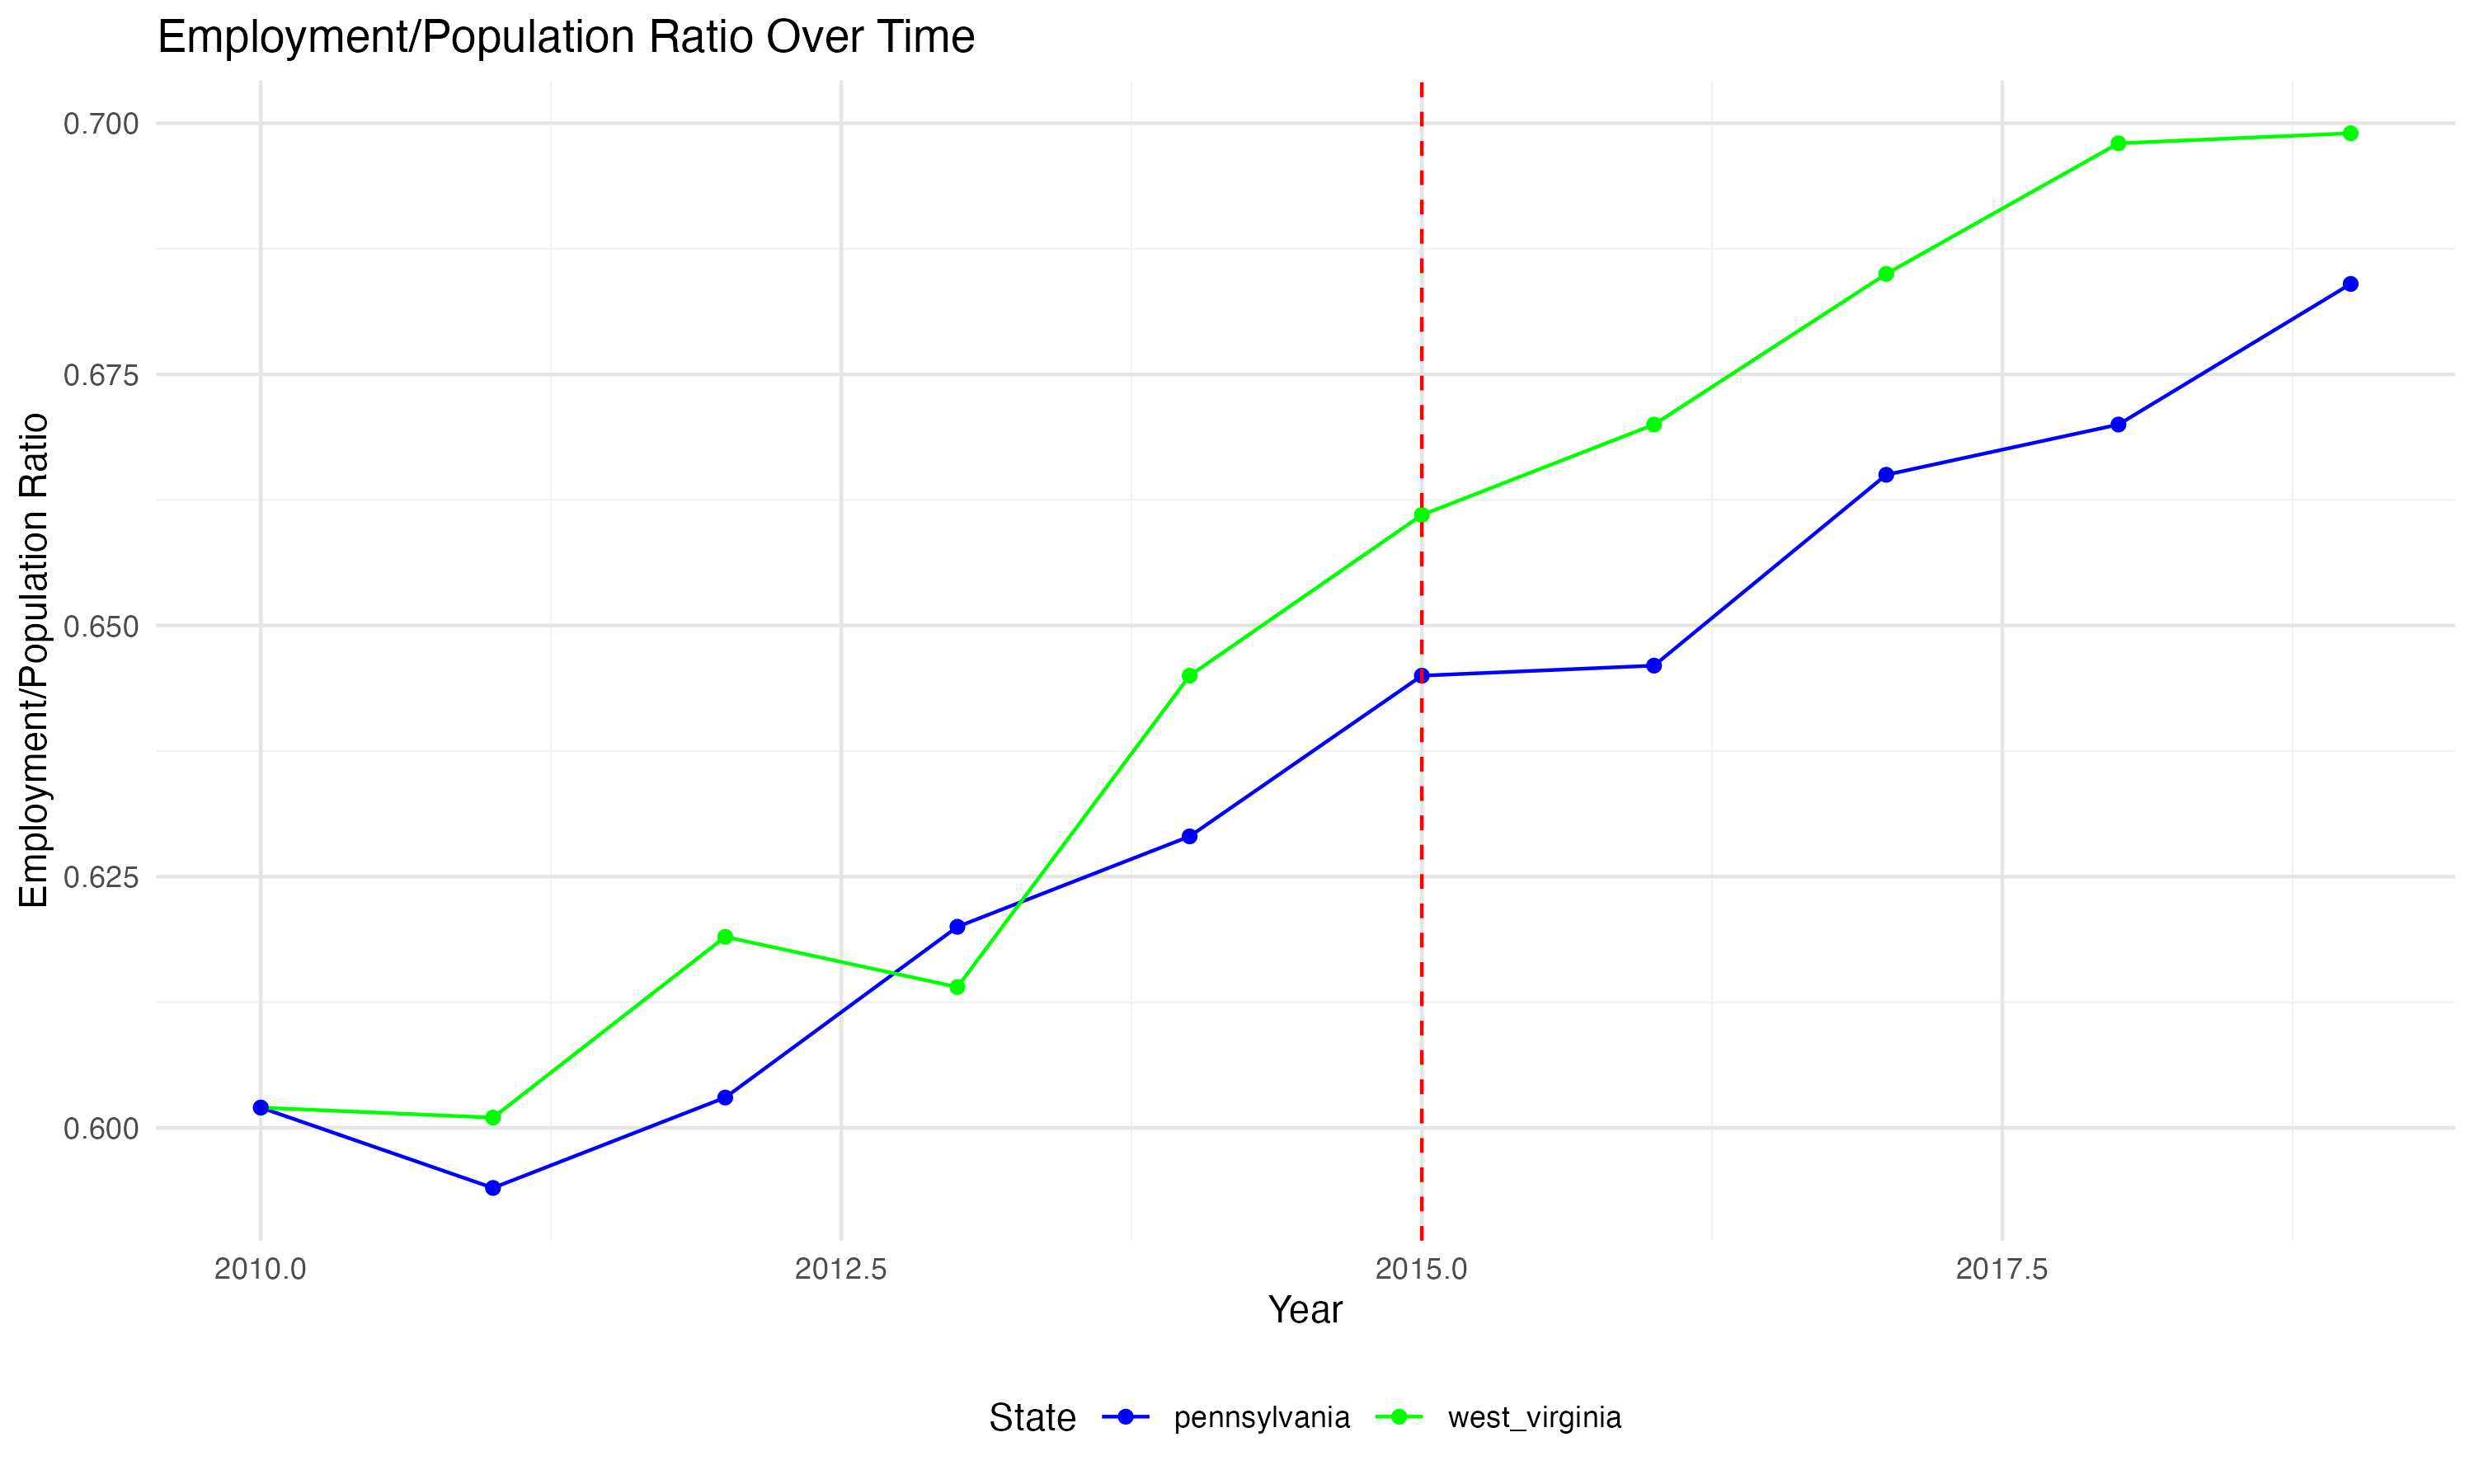 Employment/Population Ratio Over Time
Employment/Population Ratio
0.700
0.675
0.650
0.625
0.600
2010.0 2012.5 2015.0 2017.5
Year
State pennsylvania west_virginia